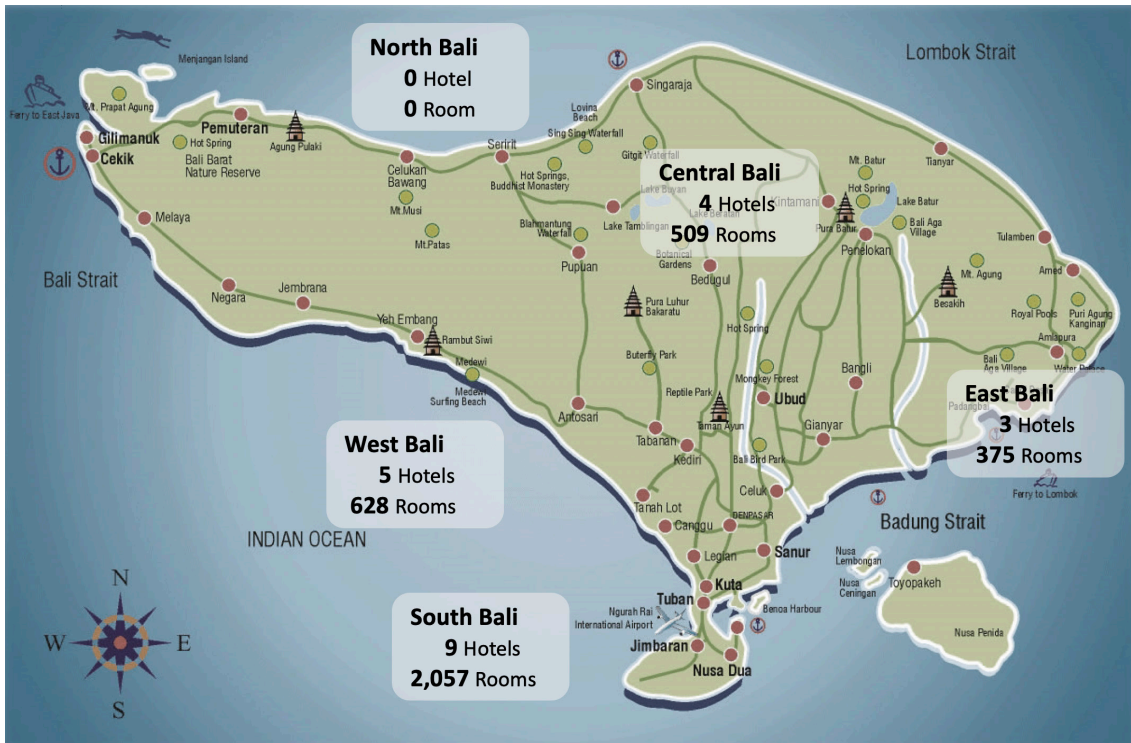 North Bali
0 Hotel
0 Room
Lombok Strait
Menjangan Island
Ferry to East Java
Mt. Prapat Agung
Gilimanuk
Cekik
Hot Spring
Bali Barat
Nature Reserve
Pemuteran
Agung Pulaki
Celukan
Bawang
Mt.Musi
Mt.Patas
Seririt
Lovina
Beach
Sing Sing Waterfall
Hot Springs,
Buddhist Monastery
Singaraja
Gitgit Waterfall
Central Bali
4 Hotels
509 Rooms
Lake Buyan
Lake Tamblingan
Lake Beratan
Botanical
Gardens
Bedugul
Blahmantung
Waterfall
Pupuan
Kintamani
Mt. Batur
Hot Spring
Lake Batur
Pura Batur
Bali Aga
Village
Penelokan
Tianyar
Tulamben
Amed
Mt. Agung
Besakih
Royal Pools
Puri Agung
Kanginan
Amlapura
Bali
Aga Village
Water Palace
Melaya
Bali Strait
Negara
Jembrana
Yeh Embang
Rambut Siwi
Medewi
Medewi
Surfing Beach
Pura Luhur
Bakaratu
Buterfly Park
Hot Spring
Reptile Park
Mongkey Forest
Ubud
Taman Ayun
Bangli
Gianyar
Antosari
Tabanan
Kediri
Bali Bird Park
Celuk
East Bali
3 Hotels
375 Rooms
Padangbai
Ferry to Lombok
West Bali
5 Hotels
628 Rooms
Tanah Lot
Canggu
DENPASAR
Badung Strait
INDIAN OCEAN
Legian
Sanur
Nusa
Lembongan
Nusa
Ceningan
Toyopakeh
Nusa Penida
Kuta
Tuban
Benoa Harbour
Ngurah Rai
International Airport
Jimbaran
Nusa Dua
South Bali
9 Hotels
2,057 Rooms
N
W
E
S